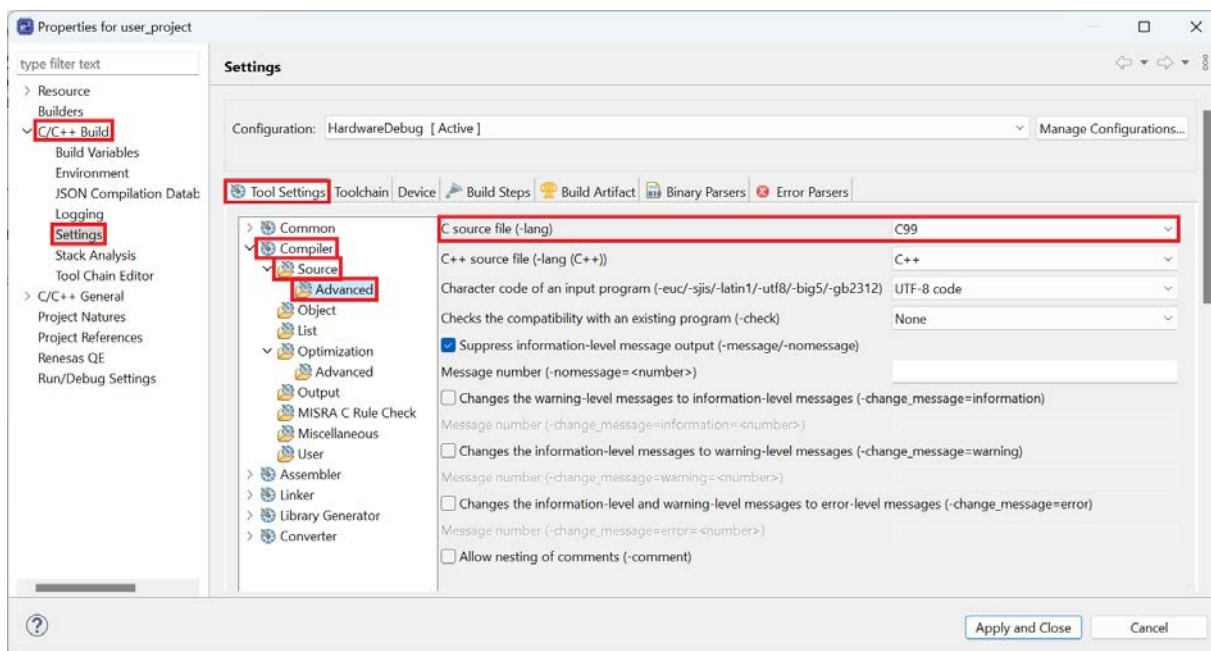 Properties for user_project
type filter text
Resource
Builders
C/C++ Build
Build Variables
Environment
JSON Compilation Datab
Logging
Settings
Stack Analysis
Tool Chain Editor
C/C++ General
Project Natures
Project References
Renesas QE
Run/Debug Settings
Settings
Configuration: HardwareDebug [ Active ] Manage Configurations...
Tool Settings Toolchain Device Build Steps Build Artifact Binary Parsers Error Parsers
Common
Compiler
Source
Advanced
Object
List
Optimization
Advanced
Output
MISRA C Rule Check
Miscellaneous
User
Assembler
Linker
Library Generator
Converter
C source file (-lang) C99
C++ source file (-lang (C++)) C++
Character code of an input program (-euc/-sjis/-latin1/-utf8/-big5/-gb2312) UTF-8 code
Checks the compatibility with an existing program (-check) None
Suppress information-level message output (-message/-nomessage)
Message number (-nomessage=<number>)
Changes the warning-level messages to information-level messages (-change_message=information)
Message number (-change_message=information=<number>)
Changes the information-level messages to warning-level messages (-change_message=warning)
Message number (-change_message=warning=<number>)
Changes the information-level and warning-level messages to error-level messages (-change_message=error)
Message number (-change_message=error=<number>)
Allow nesting of comments (-comment)
Apply and Close Cancel